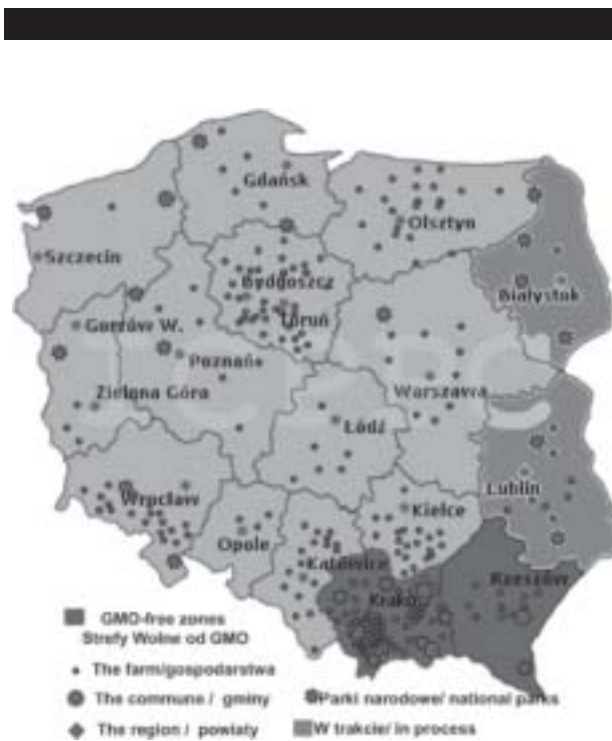 Gdańsk
Olsztyn
Szczecin
Bydgoszcz
Białystok
Toruń
Gorzów W.
Poznań
Zielona Góra
Warszawa
Łódź
Lublin
Wrocław
Kielce
Opole
Katowice
Rzeszów
Krako
GMO-free zones
Strefy Wolne od GMO
The farm/gospodarstwa
The commune / gminy
Parki narodowe/ national parks
The region / powiaty
W trakcie/ in process